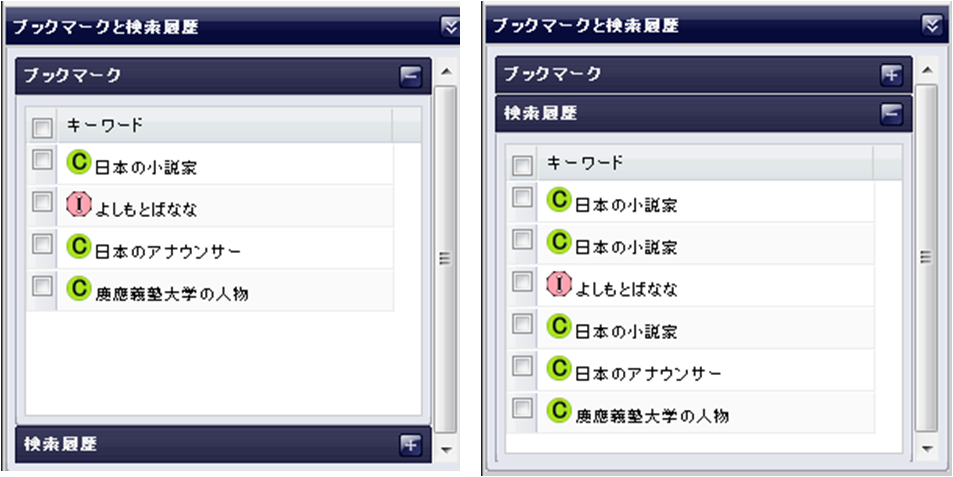 ブックマークと検索履歴
ブックマーク
キーワード
C 日本の小説家
I よしもとばなな
C 日本のアナウンサー
C 慶應義塾大学の人物
検索履歴
ブックマークと検索履歴
ブックマーク
検索履歴
キーワード
C 日本の小説家
C 日本の小説家
I よしもとばなな
C 日本の小説家
C 日本のアナウンサー
C 慶應義塾大学の人物